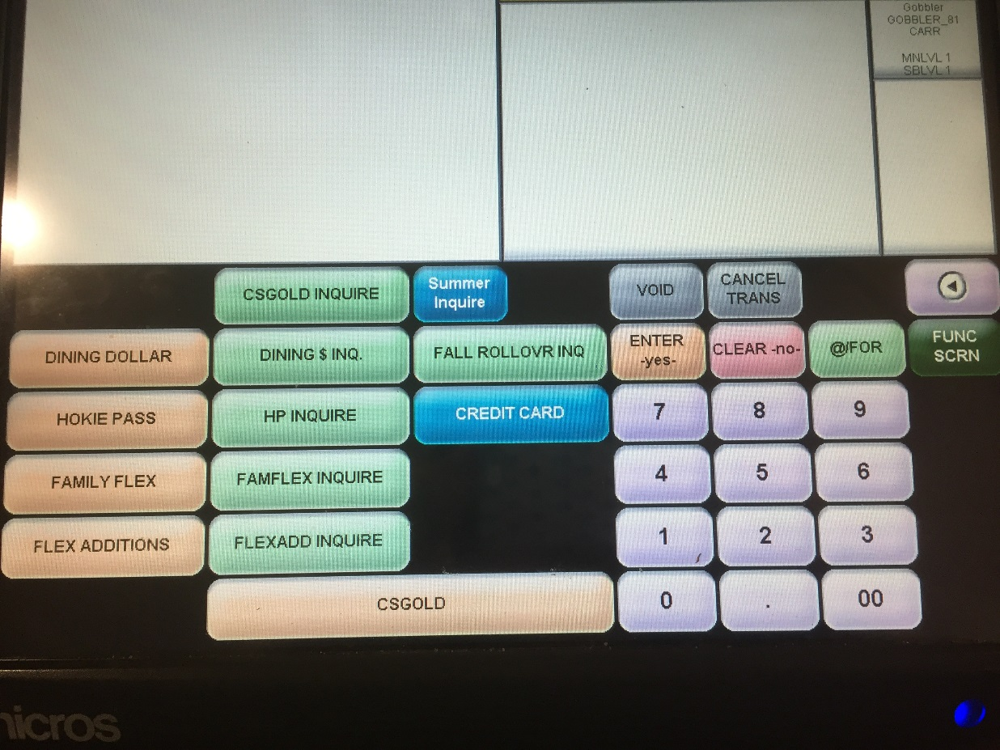 Gobbler
GOBBLER_81
CARR
MNLVL 1
SBLVL 1
CSGOLD INQUIRE
Summer
Inquire
VOID
CANCEL
TRANS
DINING DOLLAR
DINING $ INQ.
FALL ROLLOVR INQ
ENTER
-yes-
CLEAR -no-
@/FOR
FUNC
SCRN
HOKIE PASS
HP INQUIRE
CREDIT CARD
7
8
9
FAMILY FLEX
FAMFLEX INQUIRE
4
5
6
FLEX ADDITIONS
FLEXADD INQUIRE
1
2
3
CSGOLD
0
.
00
micros